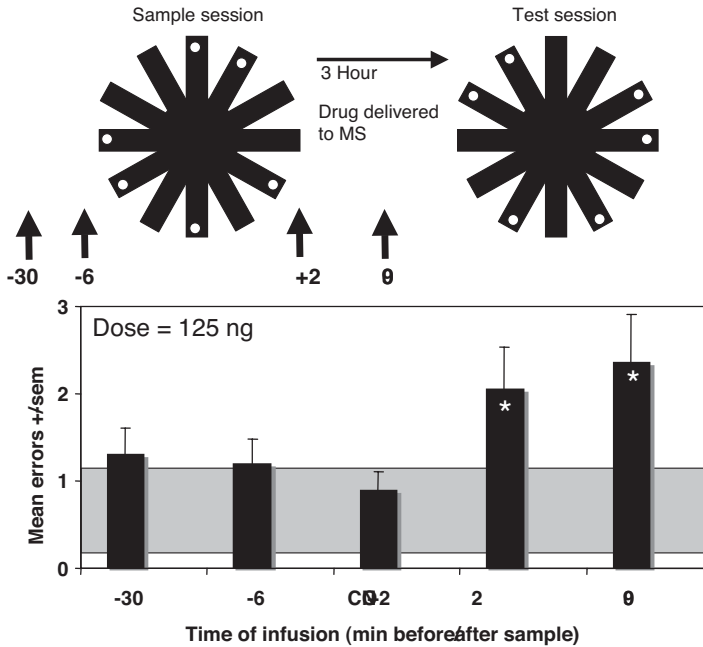 Sample session
Test session
3 Hour
Drug delivered
to MS
-30
-6
+2
Dose = 125 ng
3
2
1
0
Mean errors +/-sem
*
*
-30
-6
2
Time of infusion (min before/after sample)